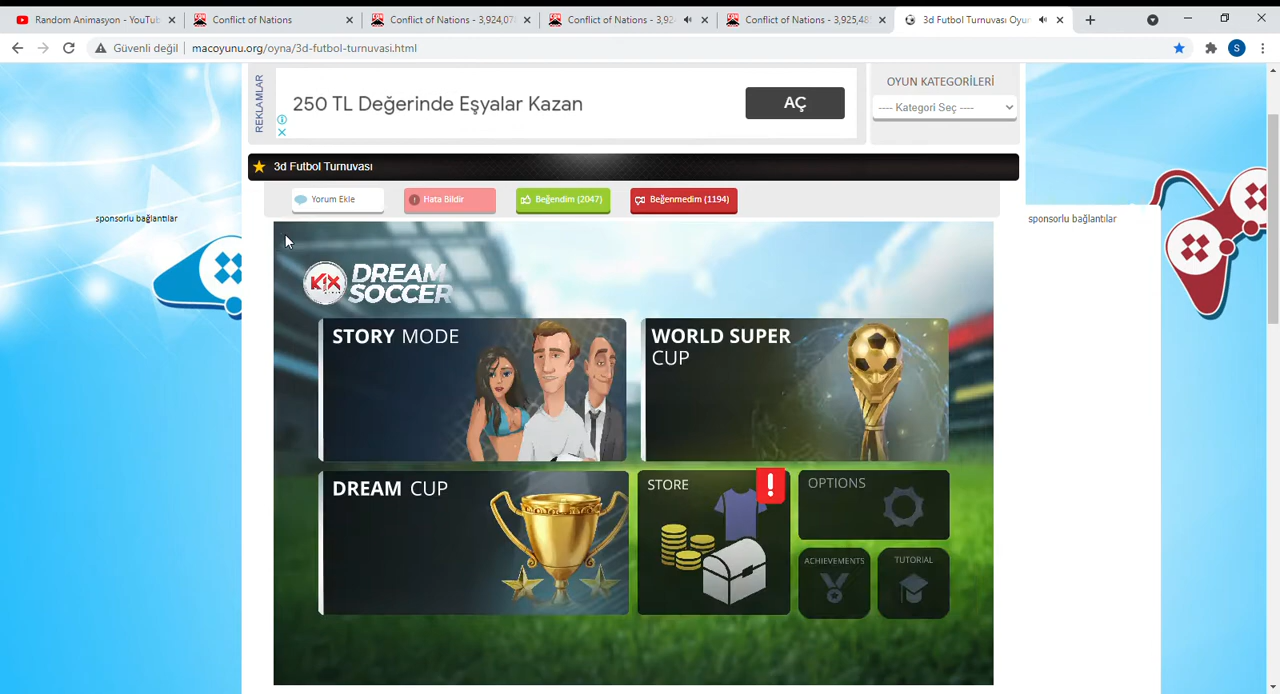 Random Animasyon - YouTub
Conflict of Nations
Conflict of Nations - 3,924,07
Conflict of Nations - 3,92
Conflict of Nations - 3,925,48
3d Futbol Turnuvası Oyun
Güvenli değil
macoyunu.org/oyna/3d-futbol-turnuvasi.html
S
REKLAMLAR
250 TL Değerinde Eşyalar Kazan
AÇ
OYUN KATEGORİLERİ
---- Kategori Seç ----
3d Futbol Turnuvası
Yorum Ekle
Hata Bildir
Beğendim (2047)
Beğenmedim (1194)
sponsorlu bağlantılar
sponsorlu bağlantılar
KIX
DREAM
SOCCER
STORY MODE
WORLD SUPER
CUP
DREAM CUP
STORE
!
OPTIONS
ACHIEVEMENTS
TUTORIAL